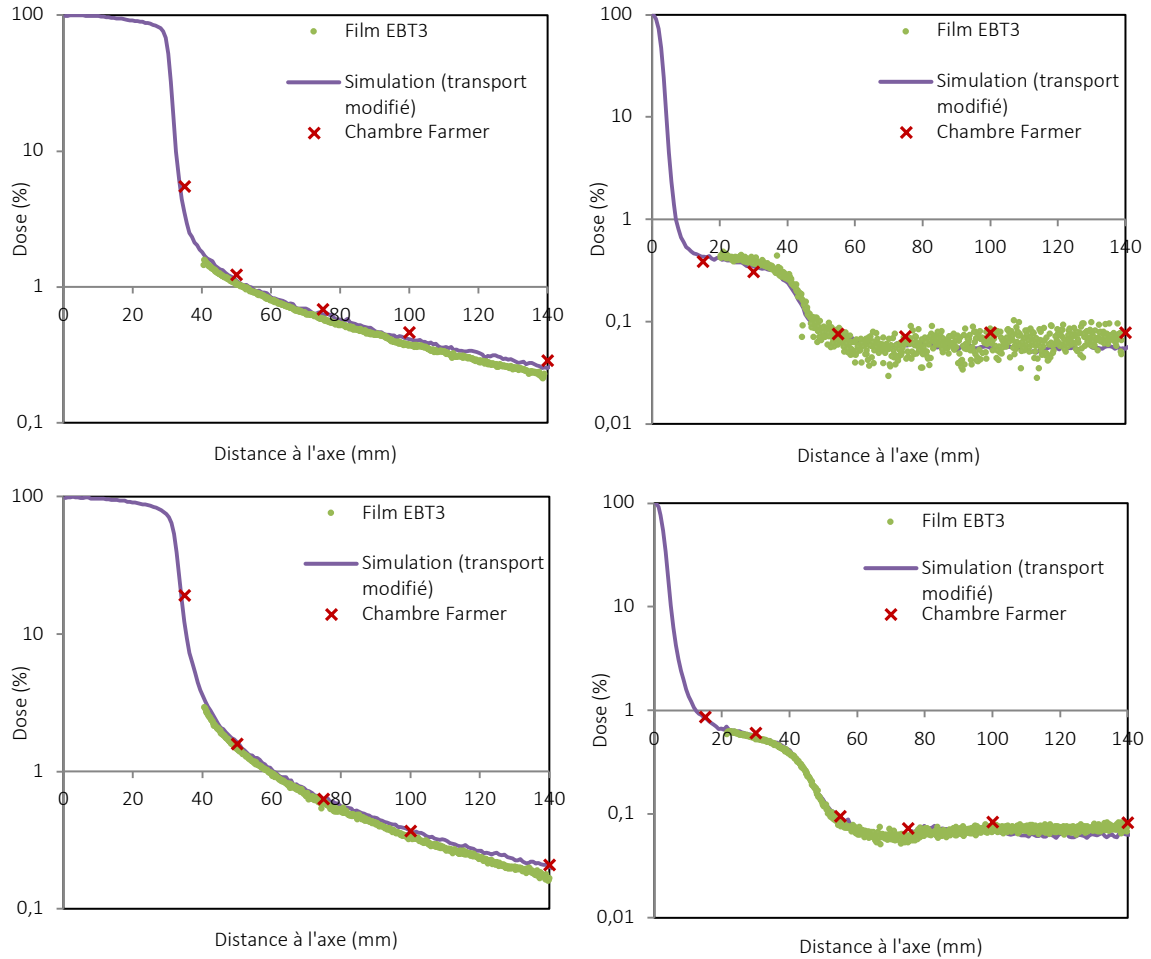 100
10
1
0,1
0 20 40 60 80 100 120 140
Dose (%)
Distance à l'axe (mm)
Film EBT3
Simulation (transport
modifié)
Chambre Farmer
100
10
1
0,1
0,01
0 20 40 60 80 100 120 140
Dose (%)
Distance à l'axe (mm)
Film EBT3
Simulation (transport
modifié)
Chambre Farmer
100
10
1
0,1
0 20 40 60 80 100 120 140
Dose (%)
Distance à l'axe (mm)
Film EBT3
Simulation (transport
modifié)
Chambre Farmer
100
10
1
0,1
0,01
0 20 40 60 80 100 120 140
Dose (%)
Distance à l'axe (mm)
Film EBT3
Simulation (transport
modifié)
Chambre Farmer